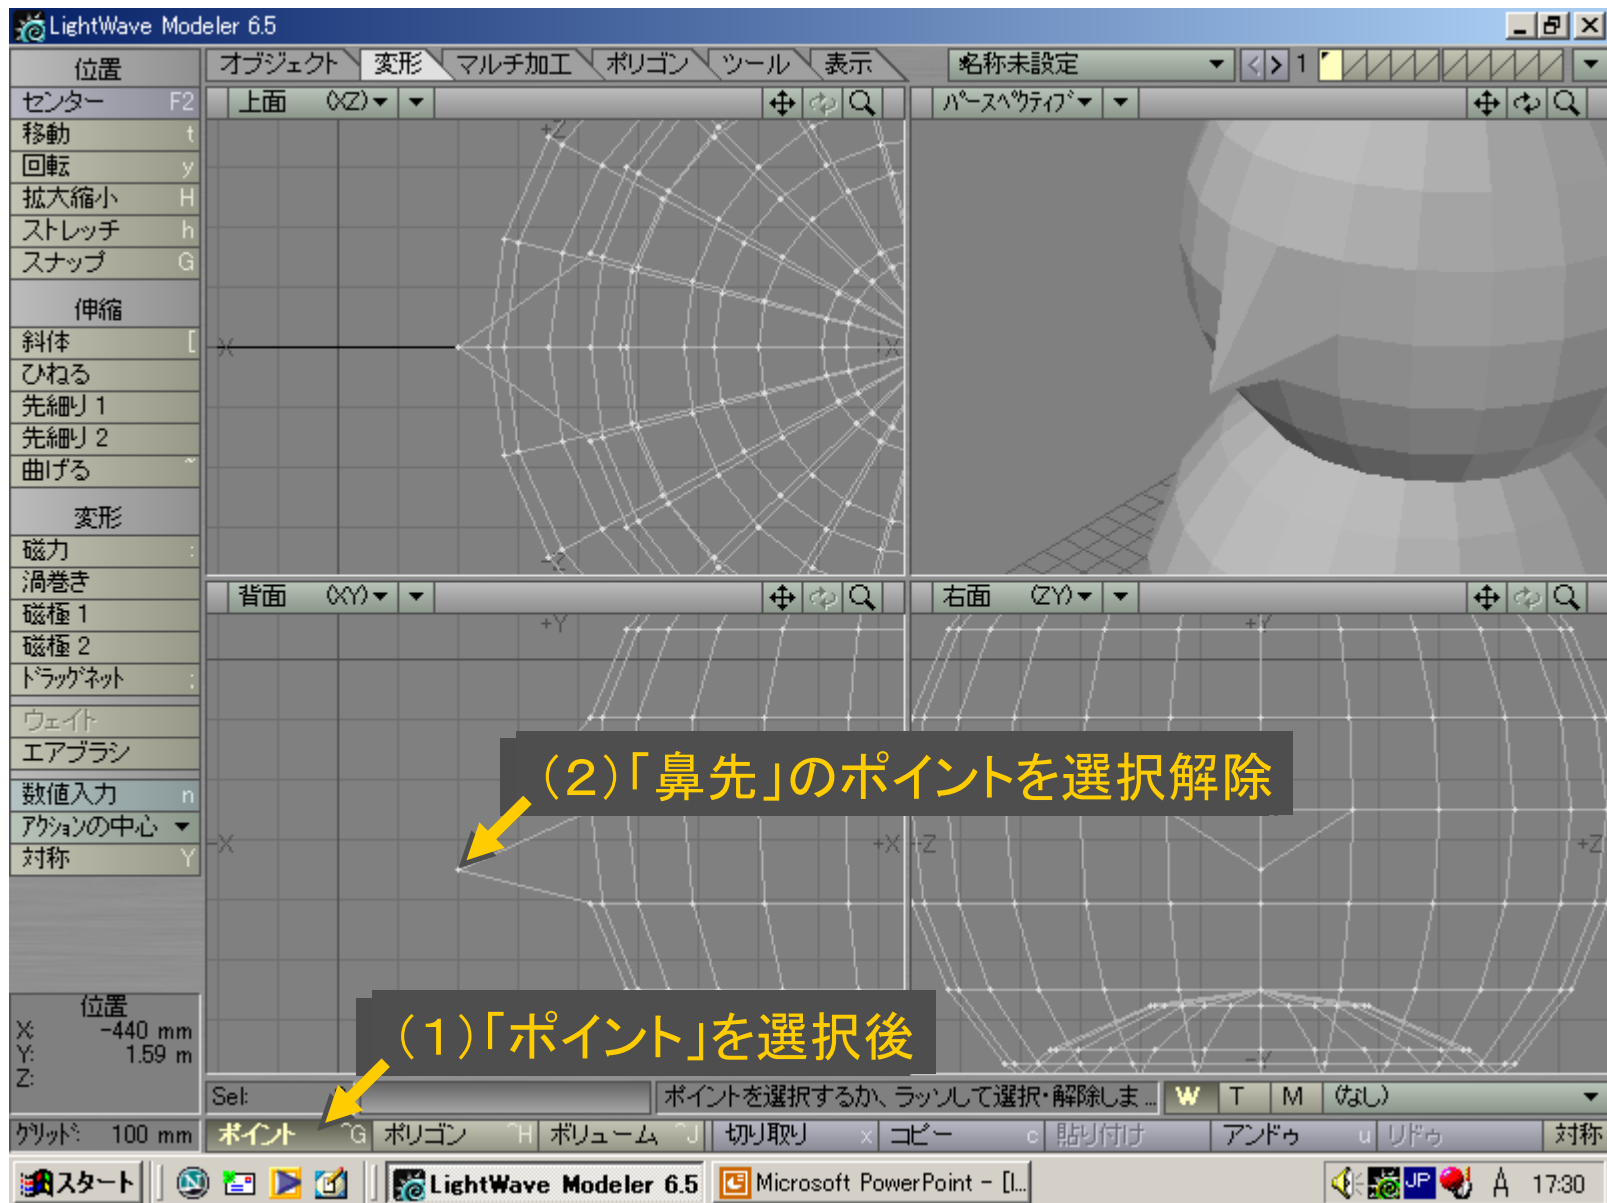 LightWave Modeler 6.5
位置
オブジェクト 変形 マルチ加工 ポリゴン ツール 表示
名称未設定
1
センター F2
上面 (XZ)
パースペクティブ
移動 t
回転 y
拡大縮小 H
ストレッチ h
スナップ G
伸縮
斜体 [
ひねる
先細り 1
先細り 2
曲げる ~
変形
磁力 :
渦巻き
磁極 1
磁極 2
ドラッグネット ;
ウェイト
エアブラシ
数値入力 n
アクションの中心
対称 Y
+Z
-X
+X
-Z
背面 (XY)
右面 (ZY)
+Y
+Y
(2)「鼻先」のポイントを選択解除
-X
+X
-Z
+Z
(1)「ポイント」を選択後
-Y
位置
X: -440 mm
Y: 1.59 m
Z:
Sel:
ポイントを選択するか、ラッソして選択・解除しま ...
W T M (なし)
グリッド: 100 mm
ポイント ^G ポリゴン ^H ボリューム ^J 切り取り x コピー c 貼り付け アンドゥ u リドゥ 対称
スタート
LightWave Modeler 6.5
Microsoft PowerPoint - [l...
JP
A
17:30